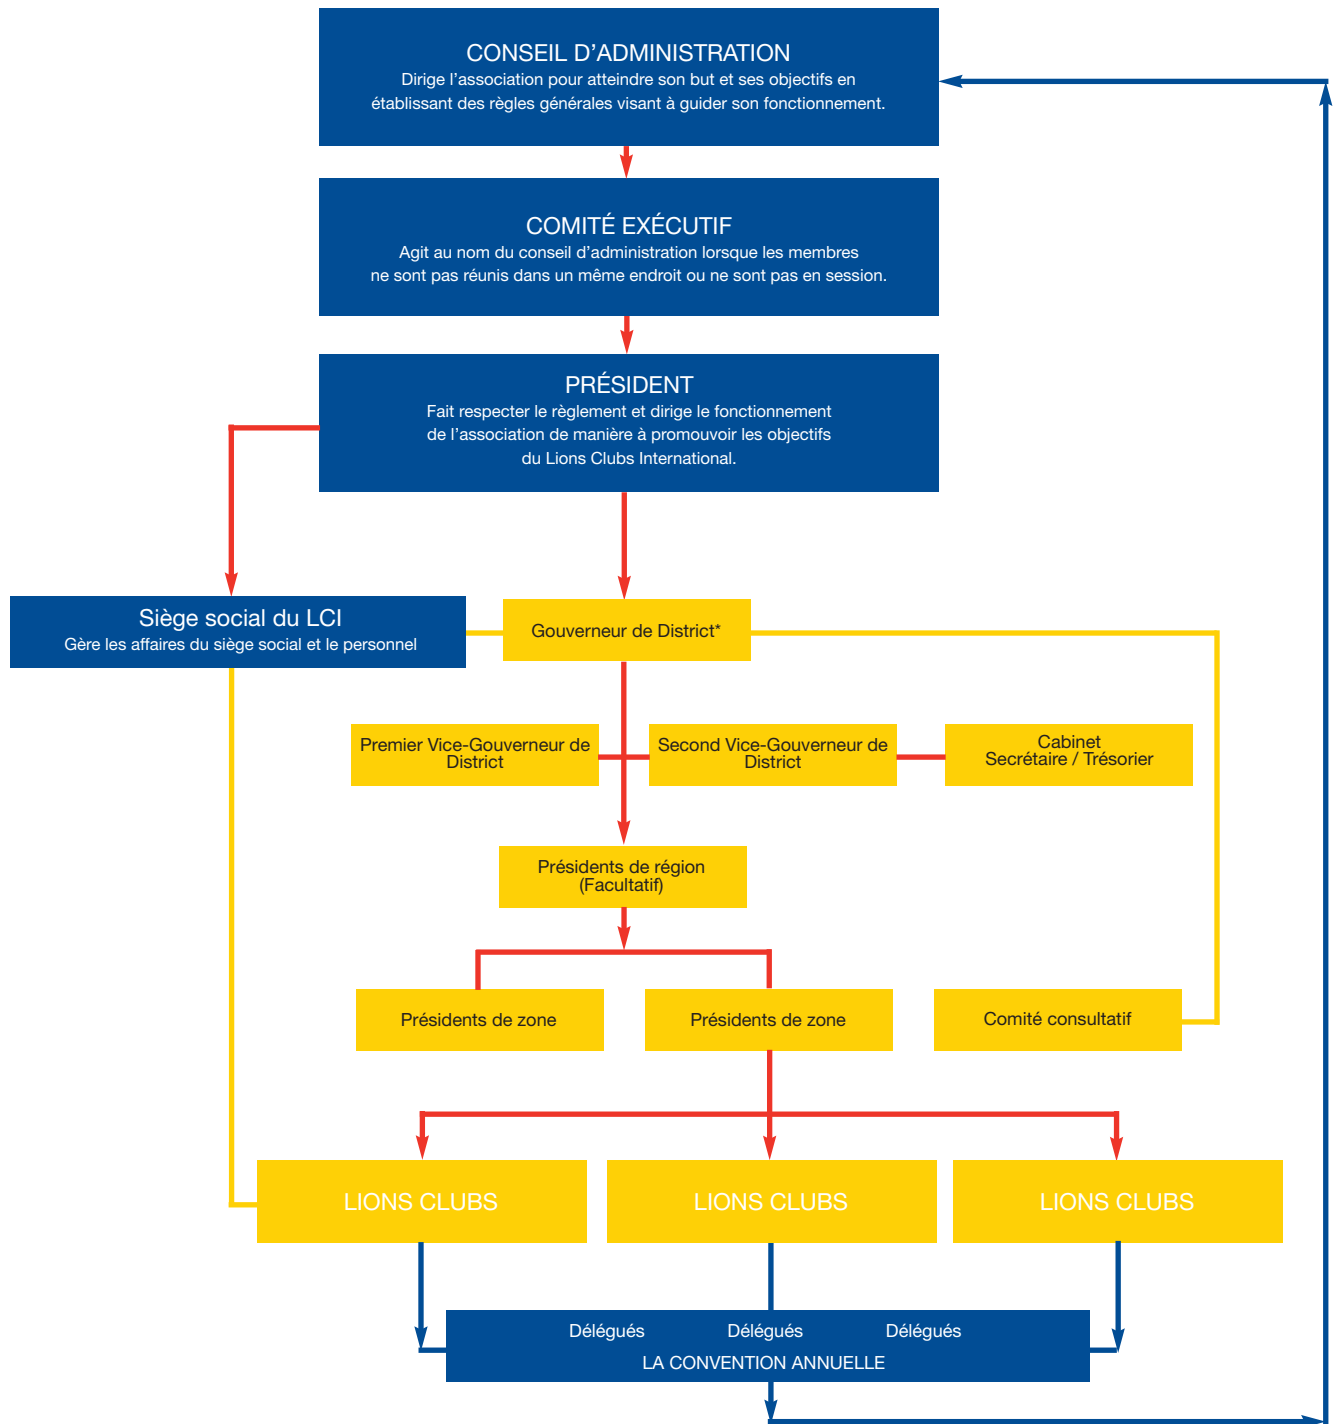 CONSEIL D’ADMINISTRATION
Dirige l’association pour atteindre son but et ses objectifs en
établissant des règles générales visant à guider son fonctionnement.
COMITÉ EXÉCUTIF
Agit au nom du conseil d’administration lorsque les membres
ne sont pas réunis dans un même endroit ou ne sont pas en session.
PRÉSIDENT
Fait respecter le règlement et dirige le fonctionnement
de l’association de manière à promouvoir les objectifs
du Lions Clubs International.
Siège social du LCI
Gère les affaires du siège social et le personnel
Gouverneur de District*
Premier Vice-Gouverneur de
District
Second Vice-Gouverneur de
District
Cabinet
Secrétaire / Trésorier
Présidents de région
(Facultatif)
Présidents de zone
Présidents de zone
Comité consultatif
LIONS CLUBS
LIONS CLUBS
LIONS CLUBS
Délégués Délégués Délégués
LA CONVENTION ANNUELLE